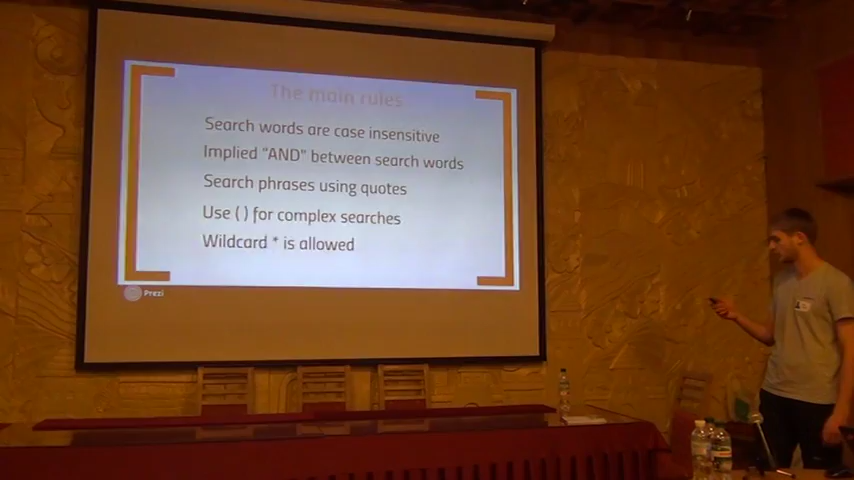 The main rules
Search words are case insensitive
Implied "AND" between search words
Search phrases using quotes
Use ( ) for complex searches
Wildcard * is allowed
Prezi